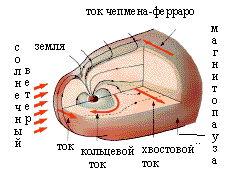 ток чепмена-ферраро
земля
солнечный
ветер
магнитопауза
ток
кольцевой
ток
хвостовой
ток